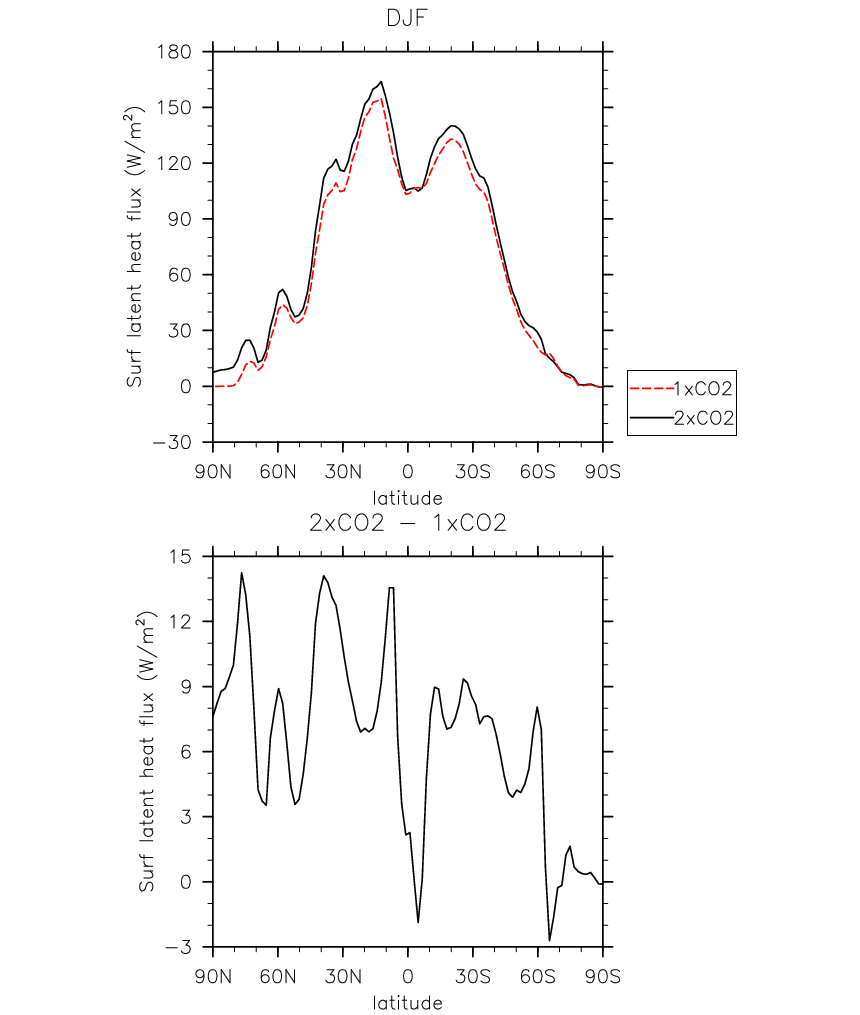 DJF
Surf latent heat flux (W/m²)
180
150
120
90
60
30
0
−30
90N 60N 30N 0 30S 60S 90S
latitude
1xCO2
2xCO2
2xCO2 − 1xCO2
Surf latent heat flux (W/m²)
15
12
9
6
3
0
−3
90N 60N 30N 0 30S 60S 90S
latitude